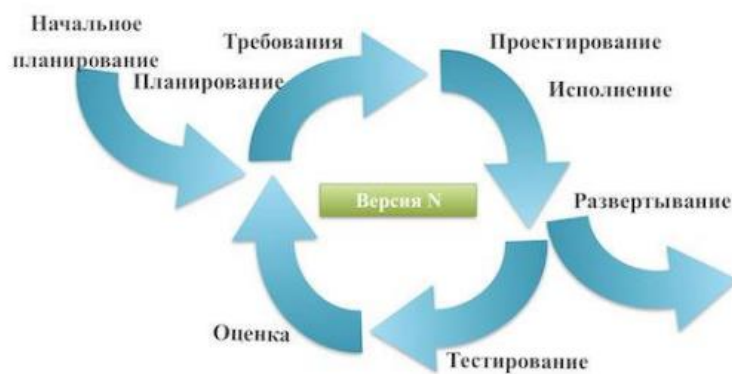 Начальное
планирование
Планирование
Требования
Проектирование
Исполнение
Версия N
Развертывание
Оценка
Тестирование